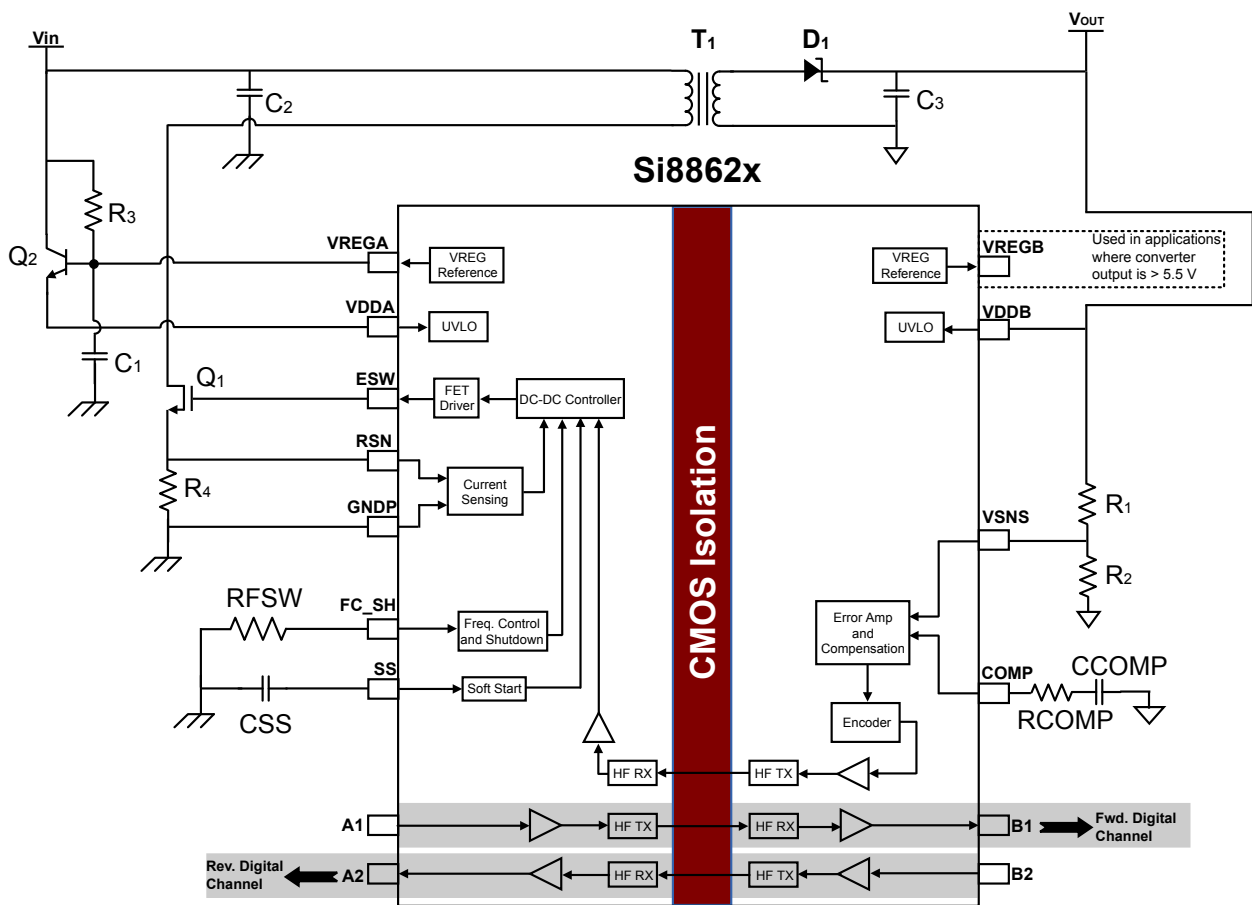 Vin
T1
D1
VOUT
C2
C3
Si8862x
R3
Q2
VREGA
VREG
Reference
VREG
Reference
VREGB
Used in applications
where converter
output is > 5.5 V
VDDA
UVLO
UVLO
VDDB
C1
Q1
ESW
FET
Driver
DC-DC Controller
RSN
R4
Current
Sensing
GNDP
CMOS Isolation
VSNS
R1
R2
RFSW
FC_SH
Freq. Control
and Shutdown
Error Amp
and
Compensation
SS
Soft Start
CSS
COMP
CCOMP
RCOMP
Encoder
HF RX
HF TX
A1
HF TX
HF RX
B1
Fwd. Digital
Channel
Rev. Digital
Channel
A2
HF RX
HF TX
B2